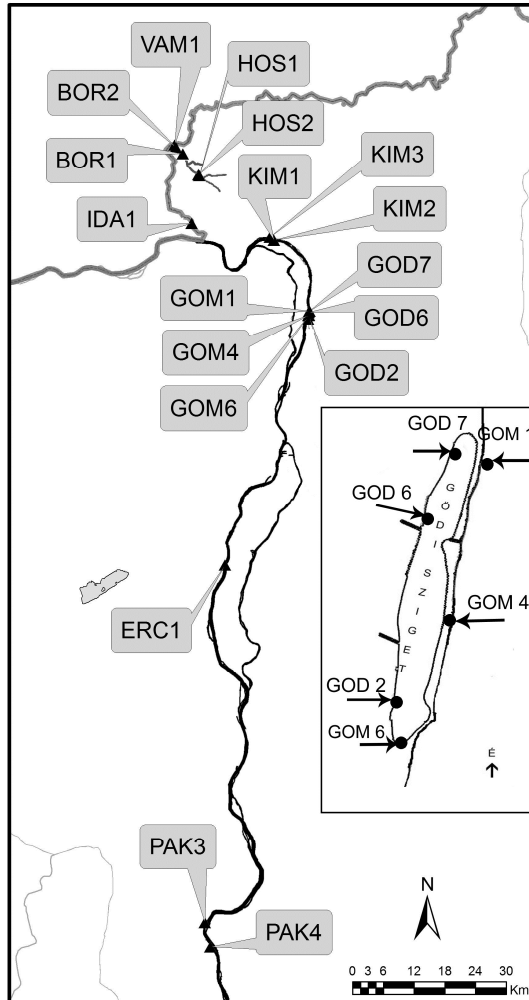 VAM1
HOS1
BOR2
HOS2
BOR1
KIM3
KIM1
IDA1
KIM2
GOD7
GOM1
GOD6
GOM4
GOD2
GOM6
GOD 7
GOM 1
GOD 6
GÖDI SZIGET
GOM 4
ERC1
GOD 2
GOM 6
É
PAK3
N
PAK4
0 3 6 12 18 24 30
Km